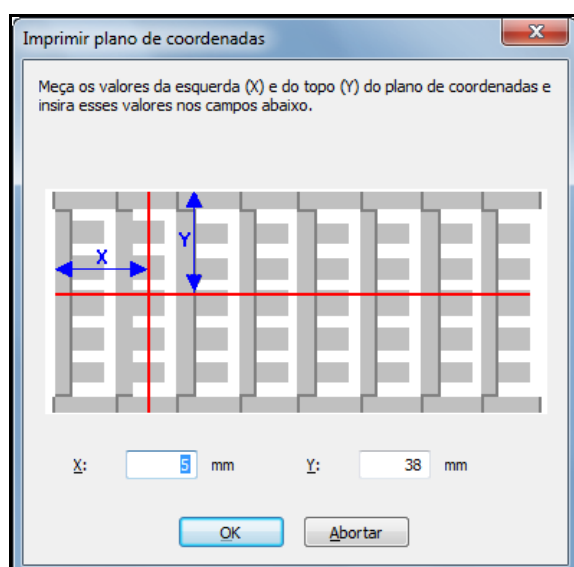 Imprimir plano de coordenadas
Meça os valores da esquerda (X) e do topo (Y) do plano de coordenadas e
insira esses valores nos campos abaixo.
Y
X
X: 5 mm Y: 38 mm
OK Abortar